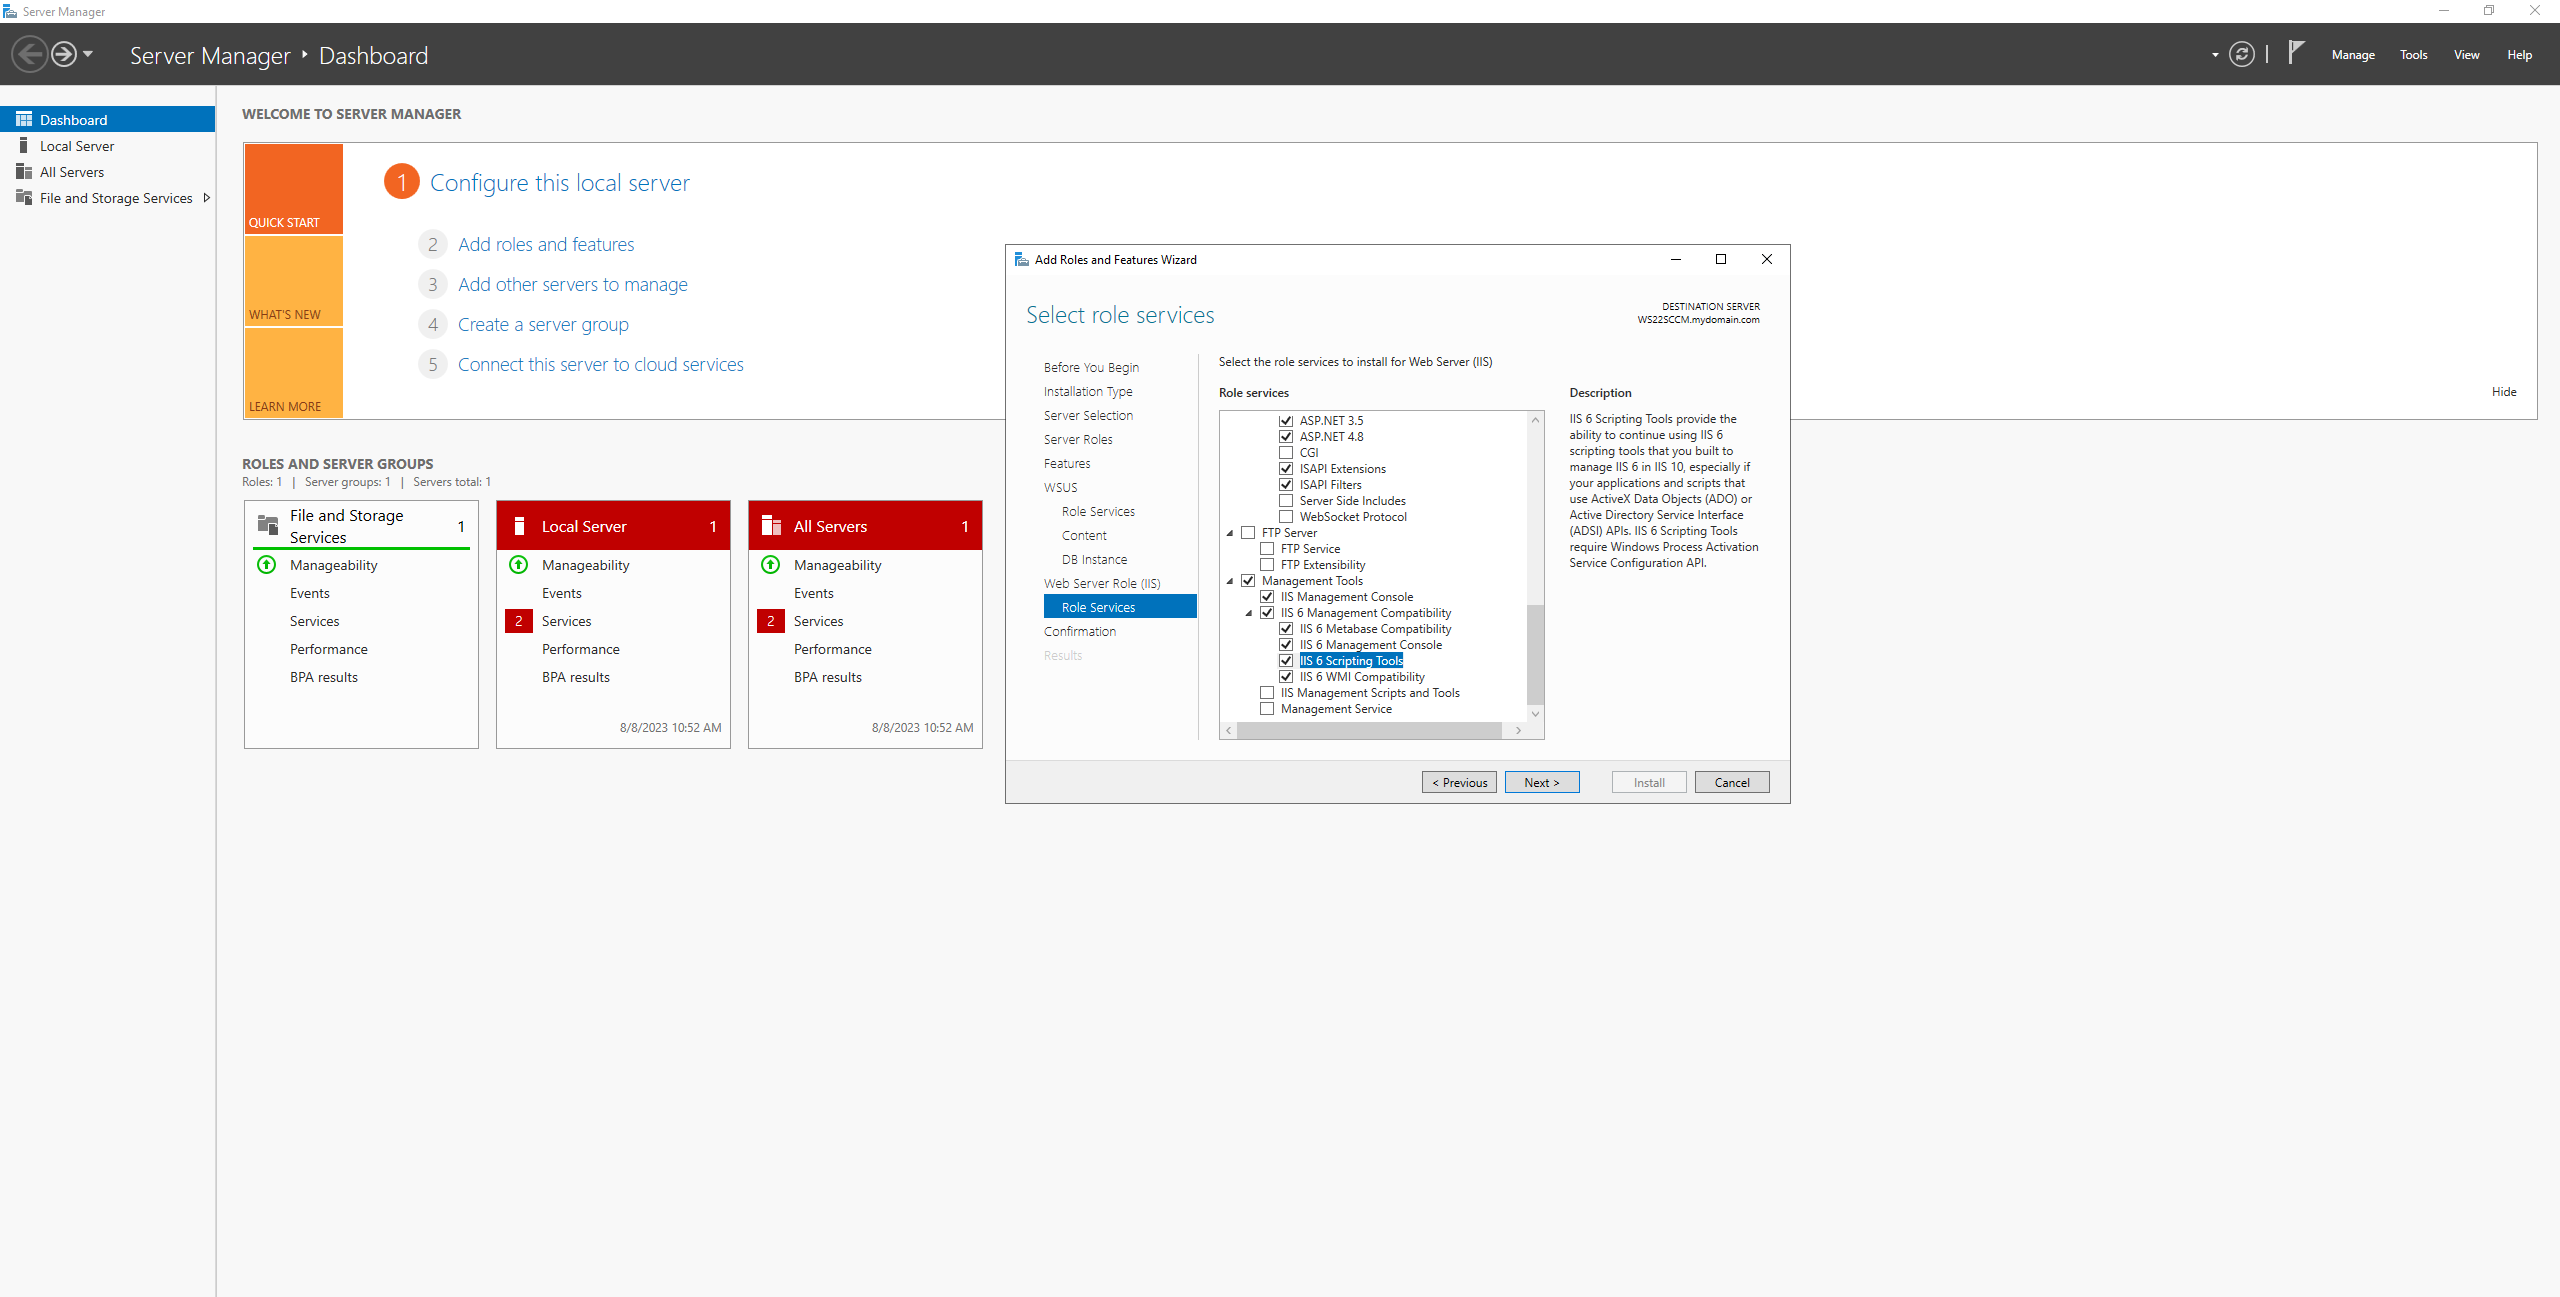 Server Manager
Server Manager ‣ Dashboard
Manage Tools View Help
Dashboard
Local Server
All Servers
File and Storage Services
WELCOME TO SERVER MANAGER
QUICK START
WHAT'S NEW
LEARN MORE
1 Configure this local server
2 Add roles and features
3 Add other servers to manage
4 Create a server group
5 Connect this server to cloud services
Hide
ROLES AND SERVER GROUPS
Roles: 1 | Server groups: 1 | Servers total: 1
File and Storage
Services
1
Manageability
Events
Services
Performance
BPA results
Local Server 1
Manageability
Events
2 Services
Performance
BPA results
8/8/2023 10:52 AM
All Servers 1
Manageability
Events
2 Services
Performance
BPA results
8/8/2023 10:52 AM
Add Roles and Features Wizard
Select role services
DESTINATION SERVER
WS22SCCM.mydomain.com
Before You Begin
Installation Type
Server Selection
Server Roles
Features
WSUS
Role Services
Content
DB Instance
Web Server Role (IIS)
Role Services
Confirmation
Results
Select the role services to install for Web Server (IIS)
Role services
ASP.NET 3.5
ASP.NET 4.8
CGI
ISAPI Extensions
ISAPI Filters
Server Side Includes
WebSocket Protocol
FTP Server
FTP Service
FTP Extensibility
Management Tools
IIS Management Console
IIS 6 Management Compatibility
IIS 6 Metabase Compatibility
IIS 6 Management Console
IIS 6 Scripting Tools
IIS 6 WMI Compatibility
IIS Management Scripts and Tools
Management Service
Description
IIS 6 Scripting Tools provide the
ability to continue using IIS 6
scripting tools that you built to
manage IIS 6 in IIS 10, especially if
your applications and scripts that
use ActiveX Data Objects (ADO) or
Active Directory Service Interface
(ADSI) APIs. IIS 6 Scripting Tools
require Windows Process Activation
Service Configuration API.
< Previous
Next >
Install
Cancel